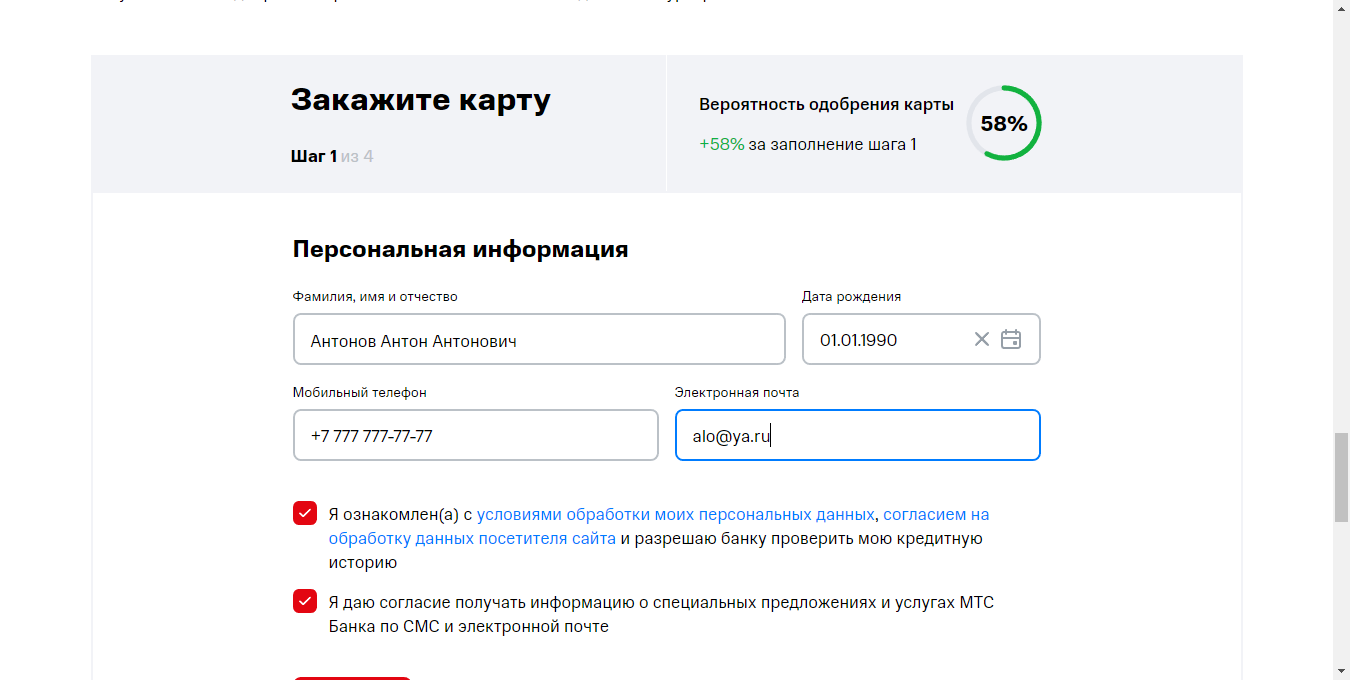 Закажите карту
Шаг 1 из 4
Вероятность одобрения карты
+58% за заполнение шага 1
58%
Персональная информация
Фамилия, имя и отчество
Дата рождения
Антонов Антон Антонович
01.01.1990
Мобильный телефон
Электронная почта
+7 777 777-77-77
alo@ya.ru
Я ознакомлен(а) с условиями обработки моих персональных данных, согласием на
обработку данных посетителя сайта и разрешаю банку проверить мою кредитную
историю
Я даю согласие получать информацию о специальных предложениях и услугах МТС
Банка по СМС и электронной почте